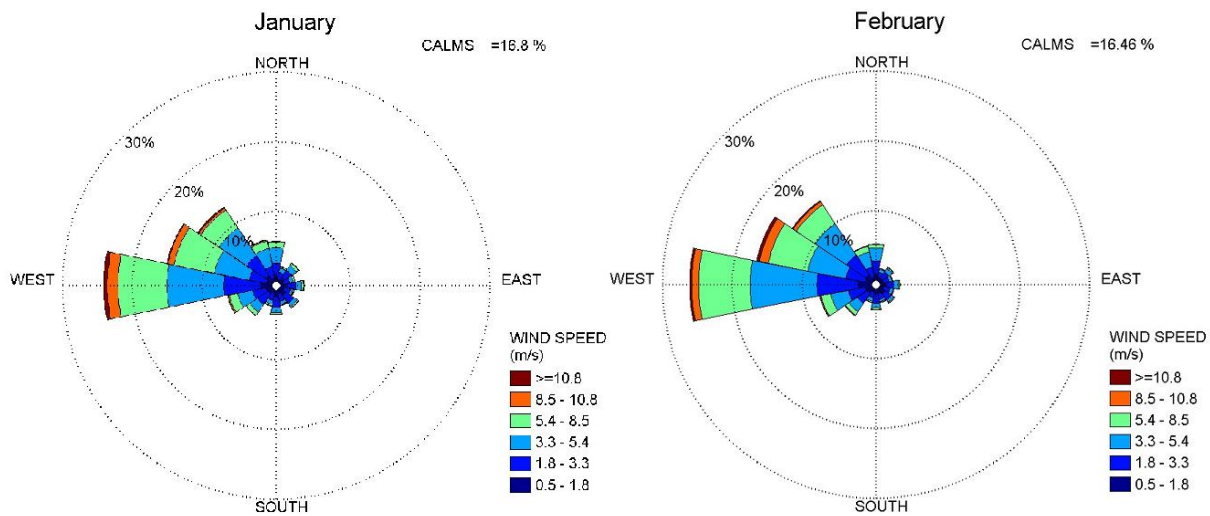 January
CALMS =16.8 %
NORTH
30%
20%
10%
WEST
EAST
SOUTH
WIND SPEED
(m/s)
>=10.8
8.5 - 10.8
5.4 - 8.5
3.3 - 5.4
1.8 - 3.3
0.5 - 1.8
February
CALMS =16.46 %
NORTH
30%
20%
10%
WEST
EAST
SOUTH
WIND SPEED
(m/s)
>=10.8
8.5 - 10.8
5.4 - 8.5
3.3 - 5.4
1.8 - 3.3
0.5 - 1.8